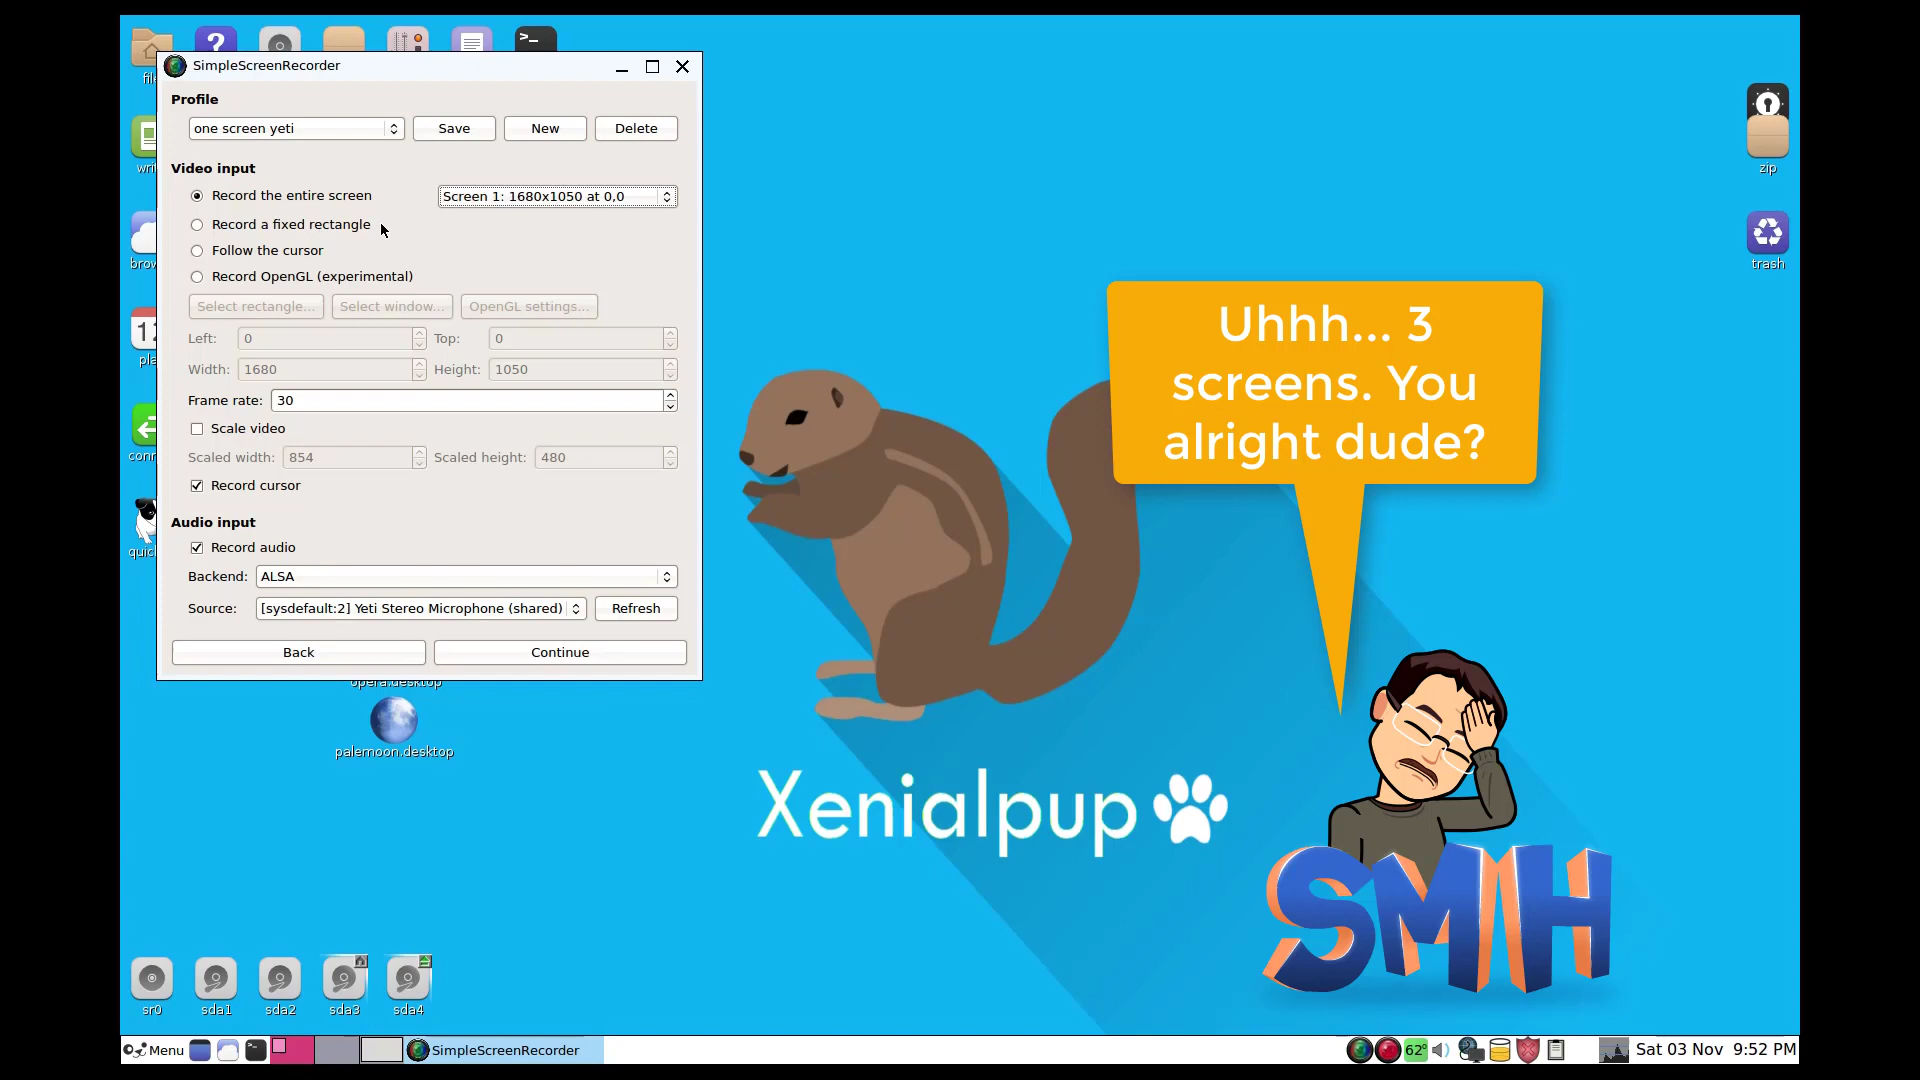 ?
>_
SimpleScreenRecorder
Profile
one screen yeti
Save
New
Delete
Video input
Record the entire screen
Screen 1: 1680x1050 at 0,0
Record a fixed rectangle
Follow the cursor
Record OpenGL (experimental)
Select rectangle...
Select window...
OpenGL settings...
Left:
0
Top:
0
Width:
1680
Height:
1050
Frame rate:
30
Scale video
Scaled width:
854
Scaled height:
480
Record cursor
Audio input
Record audio
Backend:
ALSA
Source:
[sysdefault:2] Yeti Stereo Microphone (shared)
Refresh
Back
Continue
opera.desktop
palemoon.desktop
zip
trash
Uhhh... 3
screens. You
alright dude?
Xenialpup
SMH
sr0
sda1
sda2
sda3
sda4
Menu
SimpleScreenRecorder
62°
Sat 03 Nov 9:52 PM